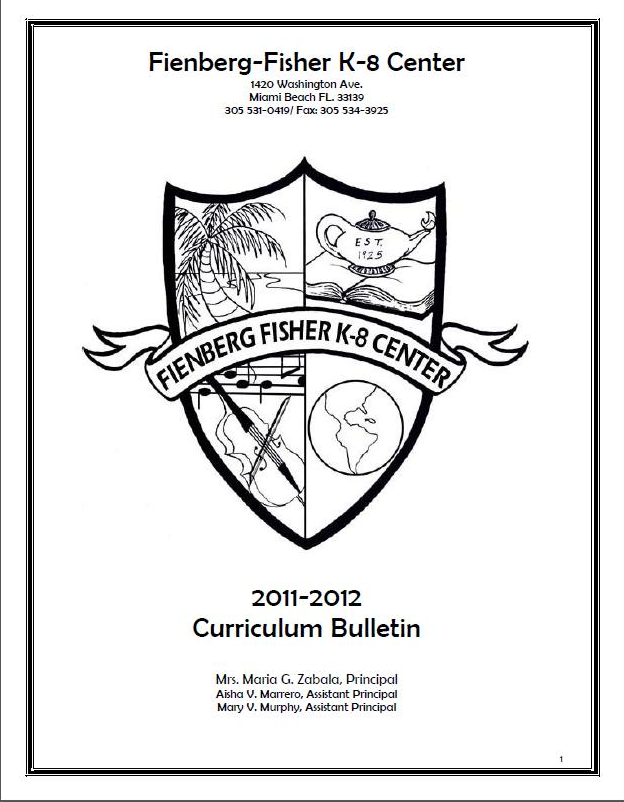 Fienberg-Fisher K-8 Center
1420 Washington Ave.
Miami Beach FL. 33139
305 531-0419/ Fax: 305 534-3925
EST.
1925
FIENBERG FISHER K-8 CENTER
2011-2012
Curriculum Bulletin
Mrs. Maria G. Zabala, Principal
Aisha V. Marrero, Assistant Principal
Mary V. Murphy, Assistant Principal
1